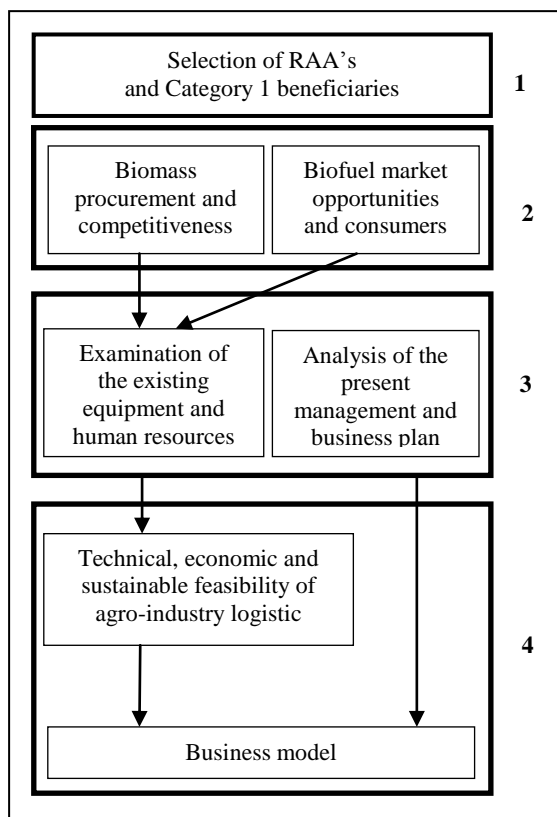 Selection of RAA's
and Category 1 beneficiaries
1
Biomass
procurement and
competitiveness
Biofuel market
opportunities
and consumers
2
Examination of
the existing
equipment and
human resources
Analysis of the
present
management and
business plan
3
Technical, economic and
sustainable feasibility of
agro-industry logistic
4
Business model